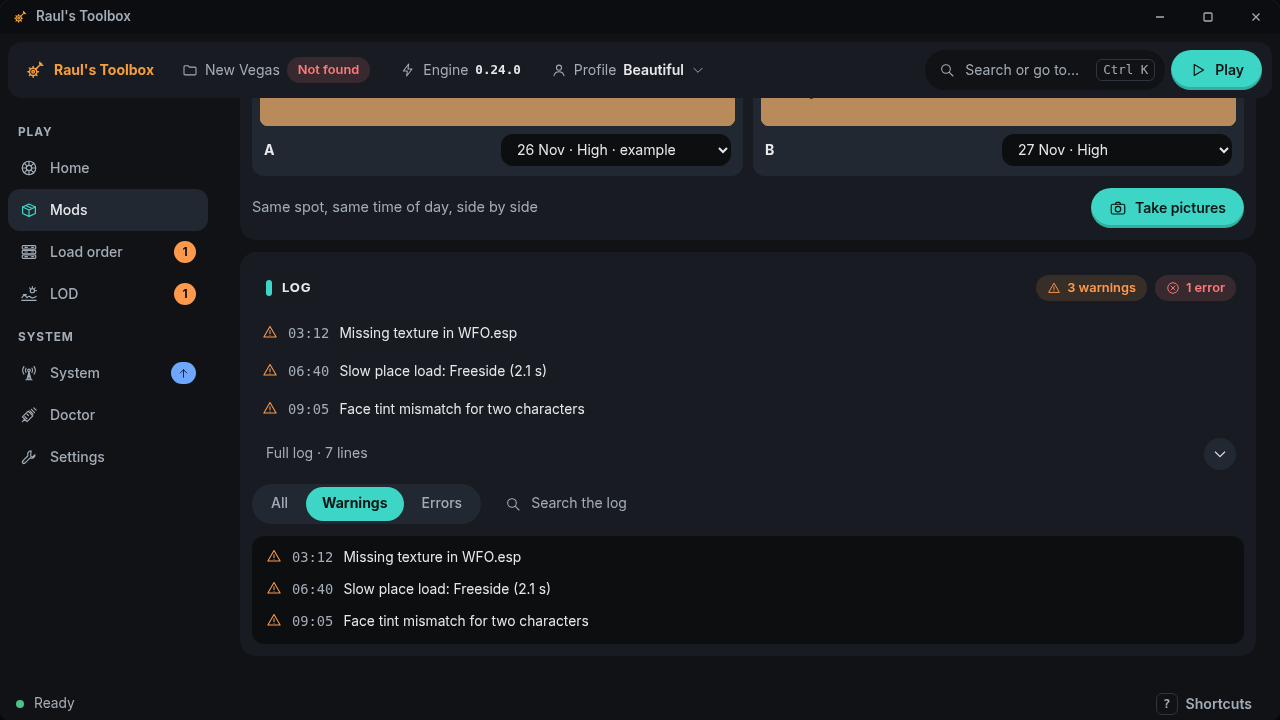 Raul's Toolbox
Raul's Toolbox
New Vegas Not found
Engine 0.24.0
Profile Beautiful
Search or go to... Ctrl K
Play
PLAY
Home
Mods
Load order 1
LOD 1
SYSTEM
System
Doctor
Settings
A 26 Nov · High · example
B 27 Nov · High
Same spot, same time of day, side by side
Take pictures
LOG
3 warnings
1 error
03:12 Missing texture in WFO.esp
06:40 Slow place load: Freeside (2.1 s)
09:05 Face tint mismatch for two characters
Full log · 7 lines
All Warnings Errors Search the log
03:12 Missing texture in WFO.esp
06:40 Slow place load: Freeside (2.1 s)
09:05 Face tint mismatch for two characters
Ready
? Shortcuts